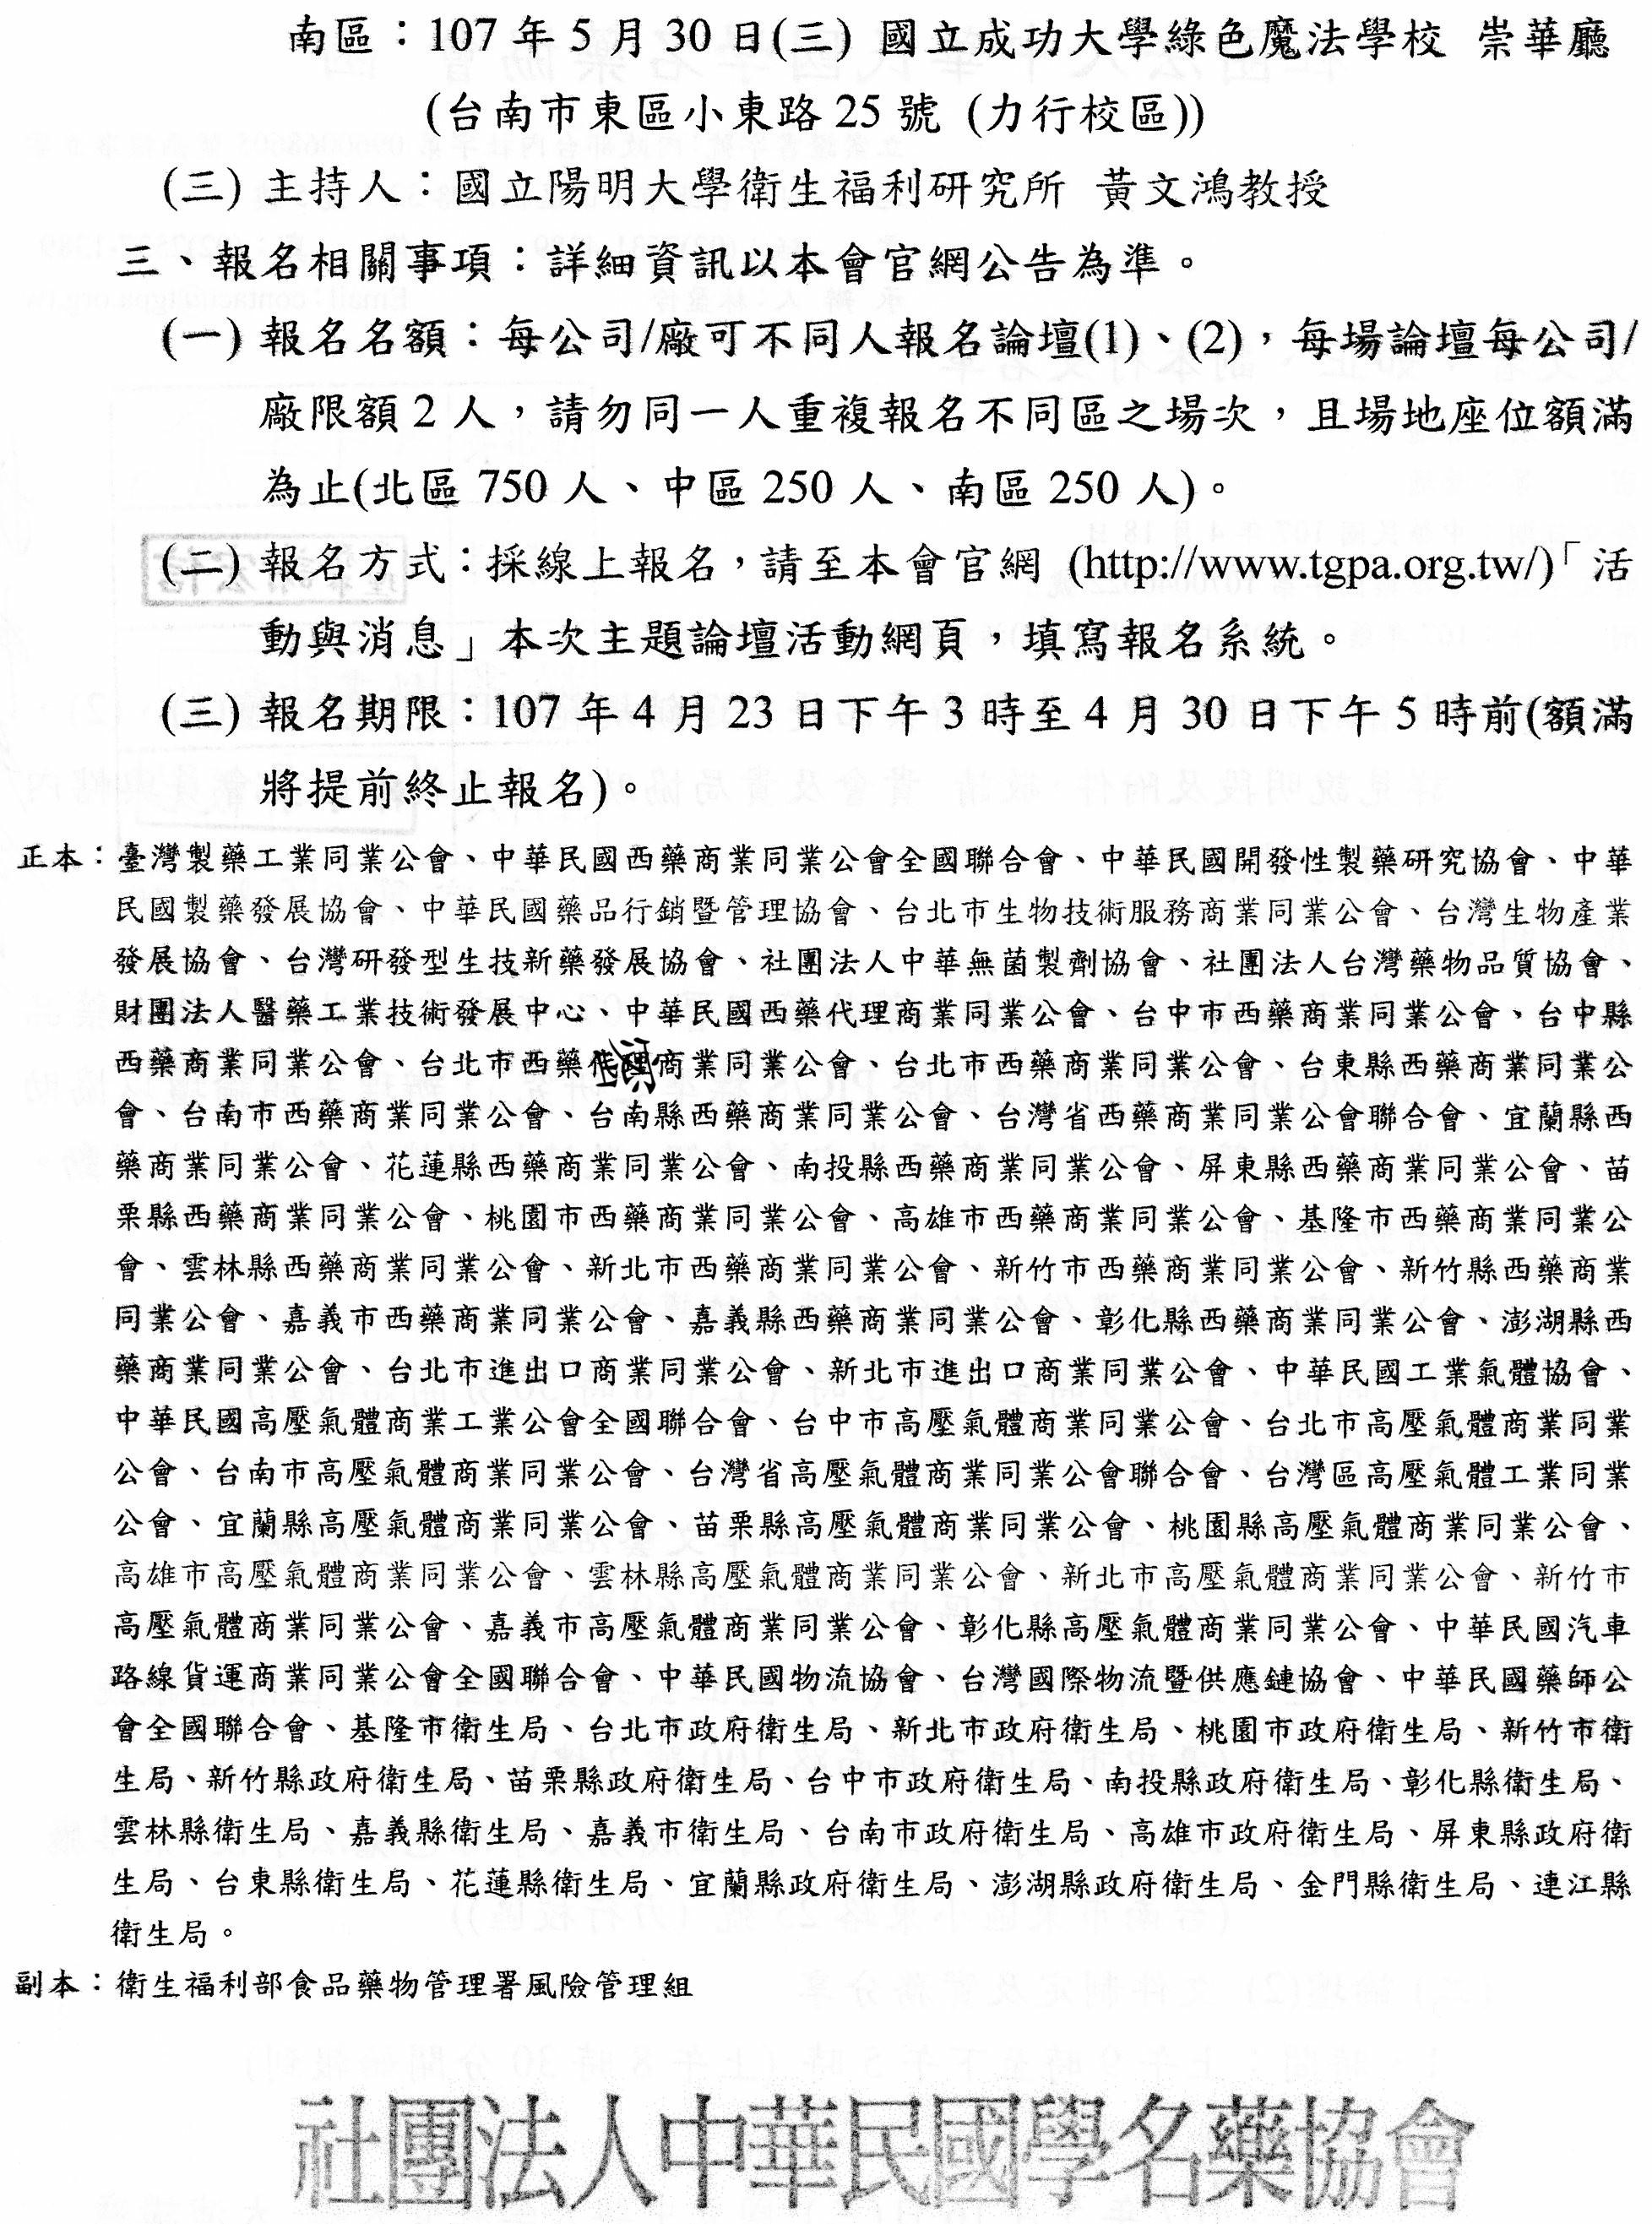 南區：107 年 5 月 30 日(三) 國立成功大學綠色魔法學校 崇華廳
(台南市東區小東路 25 號 (力行校區))
(三) 主持人：國立陽明大學衛生福利研究所 黃文鴻教授
三、報名相關事項：詳細資訊以本會官網公告為準。
(一) 報名名額：每公司/廠可不同人報名論壇(1)、(2)，每場論壇每公司/
廠限額 2 人，請勿同一人重複報名不同區之場次，且場地座位額滿
為止(北區 750 人、中區 250 人、南區 250 人)。
(二) 報名方式：採線上報名，請至本會官網 (http://www.tgpa.org.tw/)「活
動與消息」本次主題論壇活動網頁，填寫報名系統。
(三) 報名期限：107 年 4 月 23 日下午 3 時至 4 月 30 日下午 5 時前(額滿
將提前終止報名)。
正本：臺灣製藥工業同業公會、中華民國西藥商業同業公會全國聯合會、中華民國開發性製藥研究協會、中華
民國製藥發展協會、中華民國藥品行銷暨管理協會、台北市生物技術服務商業同業公會、台灣生物產業
發展協會、台灣研發型生技新藥發展協會、社團法人中華無菌製劑協會、社團法人台灣藥物品質協會、
財團法人醫藥工業技術發展中心、中華民國西藥代理商業同業公會、台中市西藥商業同業公會、台中縣
西藥商業同業公會、台北市西藥代理商業同業公會、台北市西藥商業同業公會、台東縣西藥商業同業公
會、台南市西藥商業同業公會、台南縣西藥商業同業公會、台灣省西藥商業同業公會聯合會、宜蘭縣西
藥商業同業公會、花蓮縣西藥商業同業公會、南投縣西藥商業同業公會、屏東縣西藥商業同業公會、苗
栗縣西藥商業同業公會、桃園市西藥商業同業公會、高雄市西藥商業同業公會、基隆市西藥商業同業公
會、雲林縣西藥商業同業公會、新北市西藥商業同業公會、新竹市西藥商業同業公會、新竹縣西藥商業
同業公會、嘉義市西藥商業同業公會、嘉義縣西藥商業同業公會、彰化縣西藥商業同業公會、澎湖縣西
藥商業同業公會、台北市進出口商業同業公會、新北市進出口商業同業公會、中華民國工業氣體協會、
中華民國高壓氣體商業工業公會全國聯合會、台中市高壓氣體商業同業公會、台北市高壓氣體商業同業
公會、台南市高壓氣體商業同業公會、台灣省高壓氣體商業同業公會聯合會、台灣區高壓氣體工業同業
公會、宜蘭縣高壓氣體商業同業公會、苗栗縣高壓氣體商業同業公會、桃園縣高壓氣體商業同業公會、
高雄市高壓氣體商業同業公會、雲林縣高壓氣體商業同業公會、新北市高壓氣體商業同業公會、新竹市
高壓氣體商業同業公會、嘉義市高壓氣體商業同業公會、彰化縣高壓氣體商業同業公會、中華民國汽車
路線貨運商業同業公會全國聯合會、中華民國物流協會、台灣國際物流暨供應鏈協會、中華民國藥師公
會全國聯合會、基隆市衛生局、台北市政府衛生局、新北市政府衛生局、桃園市政府衛生局、新竹市衛
生局、新竹縣政府衛生局、苗栗縣政府衛生局、台中市政府衛生局、南投縣政府衛生局、彰化縣衛生局、
雲林縣衛生局、嘉義縣衛生局、嘉義市衛生局、台南市政府衛生局、高雄市政府衛生局、屏東縣政府衛
生局、台東縣衛生局、花蓮縣衛生局、宜蘭縣政府衛生局、澎湖縣政府衛生局、金門縣衛生局、連江縣
衛生局。
副本：衛生福利部食品藥物管理署風險管理組
社團法人中華民國學名藥協會